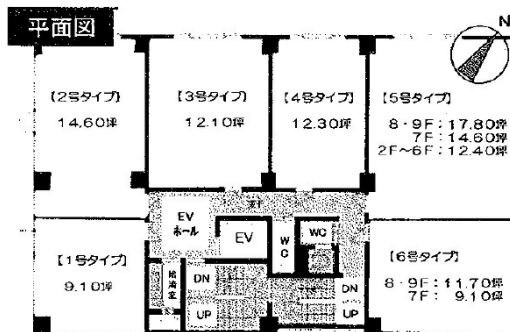 平面図
N
【2号タイプ】
14.60坪
【3号タイプ】
12.10坪
【4号タイプ】
12.30坪
【5号タイプ】
8・9F：17.80坪
7F：14.60坪
2F〜6F：12.40坪
EV
ホール
EV
WC
WC
【1号タイプ】
9.10坪
給湯室
DN
UP
DN
UP
【6号タイプ】
8・9F：11.70坪
7F：9.10坪